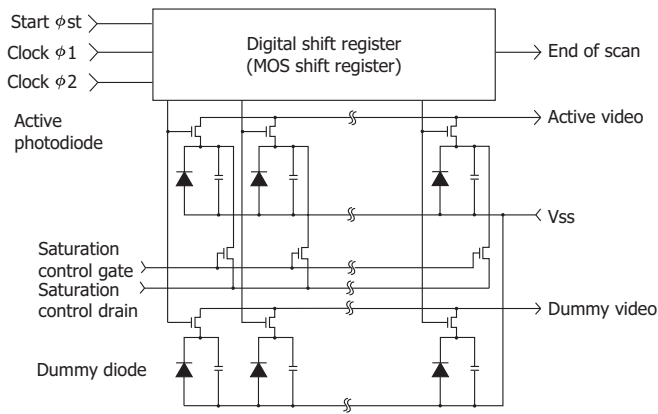 Start ϕst
Clock ϕ1
Clock ϕ2
Digital shift register
(MOS shift register)
End of scan
Active
photodiode
Active video
Vss
Saturation
control gate
Saturation
control drain
Dummy video
Dummy diode